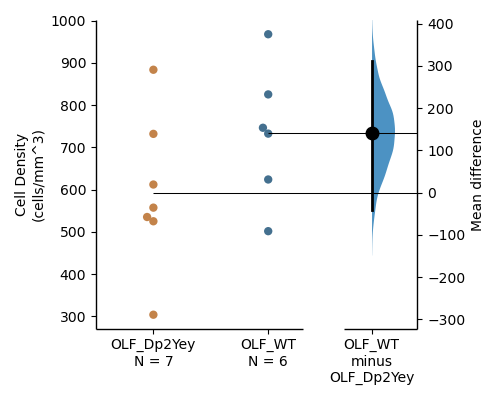 Cell Density
(cells/mm^3)
1000
900
800
700
600
500
400
300
400
300
200
100
0
−100
−200
−300
Mean difference
OLF_Dp2Yey
N = 7
OLF_WT
N = 6
OLF_WT
minus
OLF_Dp2Yey